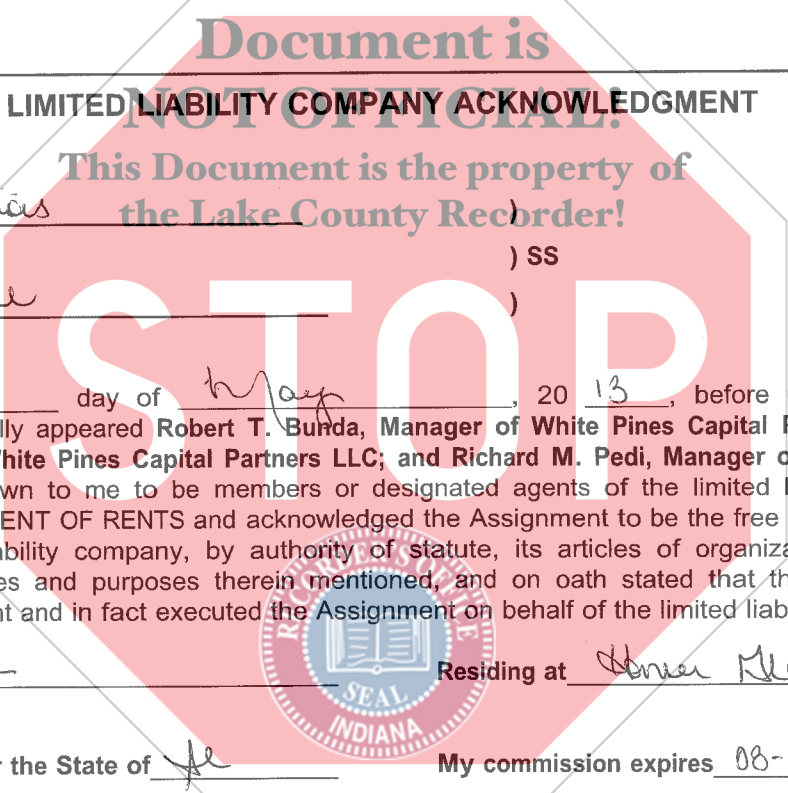 Document is
LIMITED LIABILITY COMPANY ACKNOWLEDGMENT
NOT OFFICIAL!
This Document is the property of
the Lake County Recorder!
)
) SS
)
STOP
day of May, 20 13, before
lly appeared Robert T. Bunda, Manager of White Pines Capital P
hite Pines Capital Partners LLC; and Richard M. Pedi, Manager o
own to me to be members or designated agents of the limited l
ENT OF RENTS and acknowledged the Assignment to be the free
ability company, by authority of statute, its articles of organiza
es and purposes therein mentioned, and on oath stated that th
nt and in fact executed the Assignment on behalf of the limited liab
RECORDER'S OFFICE
SEAL
INDIANA
Residing at Homer
r the State of
My commission expires 08-